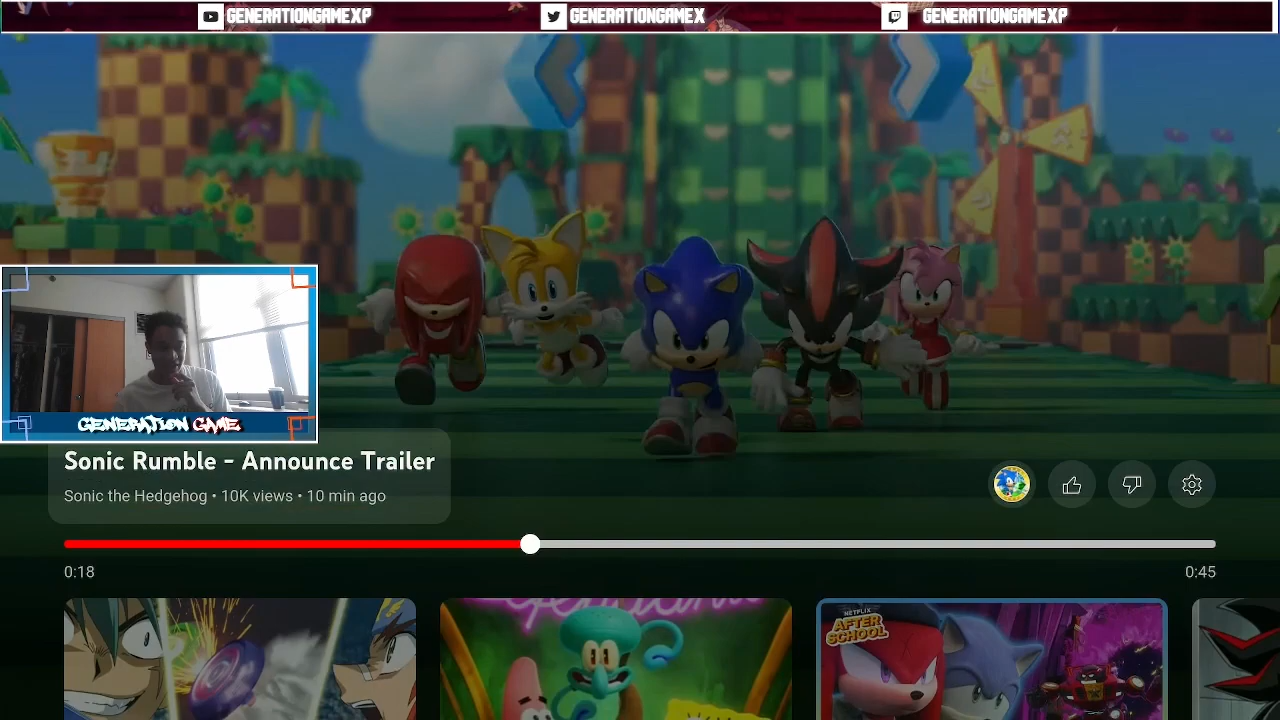 GENERATIONGAMEXP
GENERATIONGAMEX
GENERATIONGAMEXP
GENERATION GAME
Sonic Rumble - Announce Trailer
Sonic the Hedgehog • 10K views • 10 min ago
0:18
0:45
NETFLIX
AFTER
SCHOOL